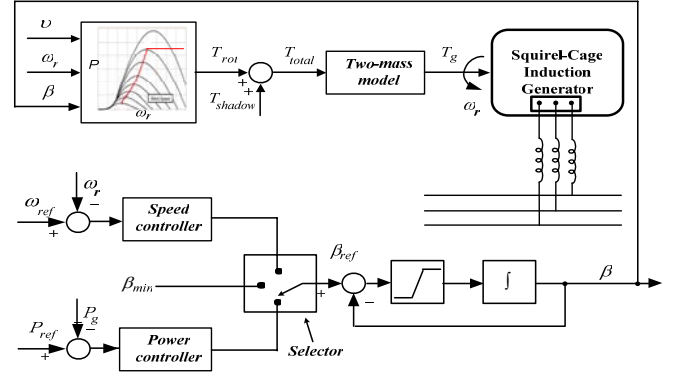 υ
ω_r
β
P
ω_r
T_rot
+
+
T_shadow
T_total
Two-mass
model
T_g
ω_r
Squirel-Cage
Induction
Generator
ω_ref
+
ω_r
−
Speed
controller
β_min
P_ref
+
P_g
−
Power
controller
Selector
+
β_ref
−
∫
β